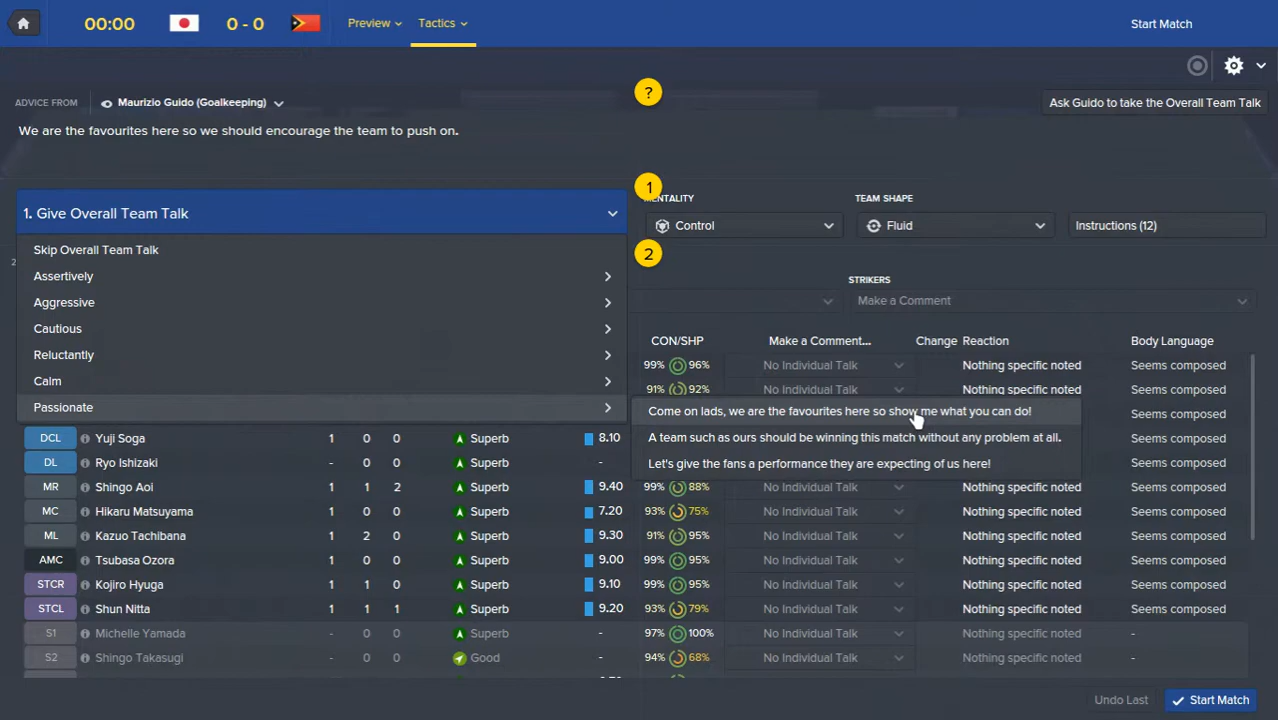 00:00 0 - 0 Preview Tactics Start Match
ADVICE FROM Maurizio Guido (Goalkeeping) ? Ask Guido to take the Overall Team Talk
We are the favourites here so we should encourage the team to push on.
1
MENTALITY TEAM SHAPE
1. Give Overall Team Talk Control Fluid Instructions (12)
Skip Overall Team Talk 2
2
Assertively STRIKERS
Aggressive Make a Comment
Cautious
CON/SHP Make a Comment... Change Reaction Body Language
Reluctantly 99% 96% No Individual Talk Nothing specific noted Seems composed
Calm 91% 92% No Individual Talk Nothing specific noted Seems composed
Passionate Come on lads, we are the favourites here so show me what you can do! Seems composed
DCL Yuji Soga 1 0 0 Superb 8.10 A team such as ours should be winning this match without any problem at all. Seems composed
DL Ryo Ishizaki - 0 0 Superb - Let's give the fans a performance they are expecting of us here! Seems composed
MR Shingo Aoi 1 1 2 Superb 9.40 99% 88% No Individual Talk Nothing specific noted Seems composed
MC Hikaru Matsuyama 1 0 0 Superb 7.20 93% 75% No Individual Talk Nothing specific noted Seems composed
ML Kazuo Tachibana 1 2 0 Superb 9.30 91% 95% No Individual Talk Nothing specific noted Seems composed
AMC Tsubasa Ozora 1 0 0 Superb 9.00 99% 95% No Individual Talk Nothing specific noted Seems composed
STCR Kojiro Hyuga 1 1 0 Superb 9.10 99% 95% No Individual Talk Nothing specific noted Seems composed
STCL Shun Nitta 1 1 1 Superb 9.20 93% 79% No Individual Talk Nothing specific noted Seems composed
S1 Michelle Yamada - 0 0 Superb - 97% 100% No Individual Talk Nothing specific noted -
S2 Shingo Takasugi - 0 0 Good - 94% 68% No Individual Talk Nothing specific noted -
Undo Last Start Match